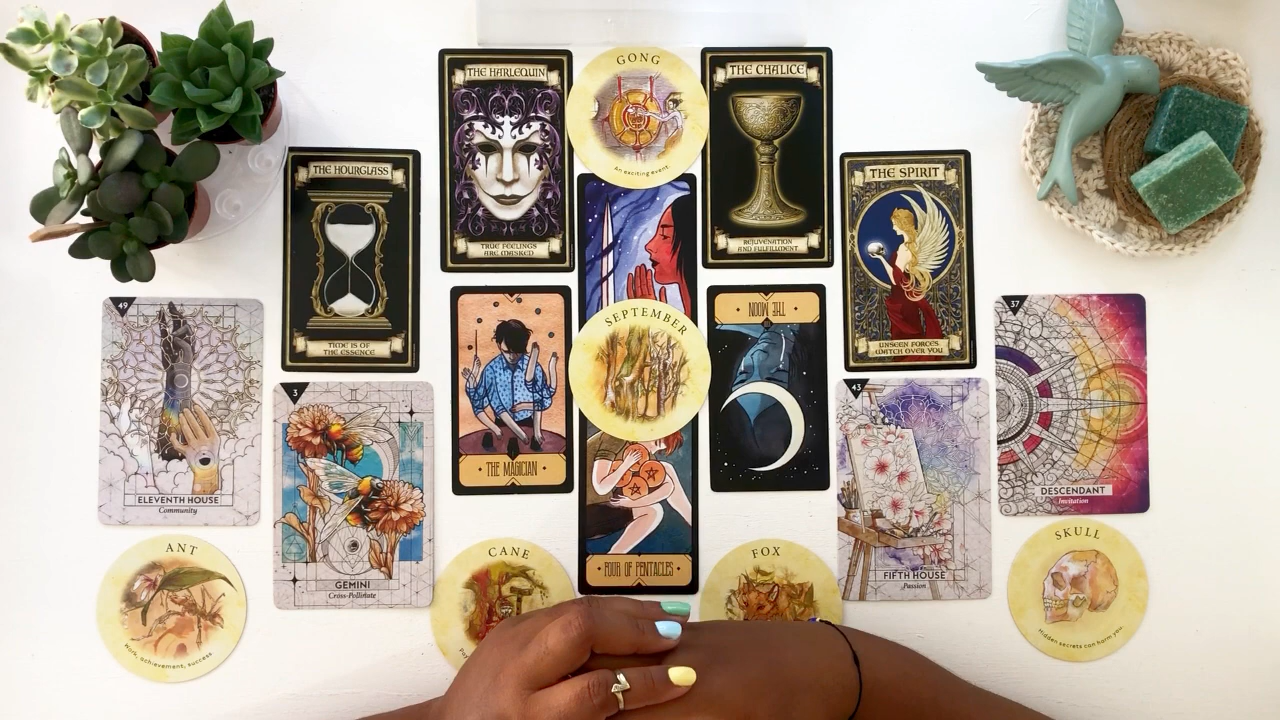 GONG
An exciting event.
THE HARLEQUIN
TRUE FEELINGS
ARE MASKED
THE CHALICE
REJUVENATION
AND FULFILLMENT
THE HOURGLASS
TIME IS OF
THE ESSENCE
THE SPIRIT
UNSEEN FORCES
WATCH OVER YOU
49
ELEVENTH HOUSE
Community
3
GEMINI
Cross-Pollinate
THE MAGICIAN
SEPTEMBER
THE MOON
43
FIFTH HOUSE
Passion
37
DESCENDANT
Invitation
FOUR OF PENTACLES
ANT
Work, achievement, success.
CANE
FOX
SKULL
Hidden secrets can harm you.